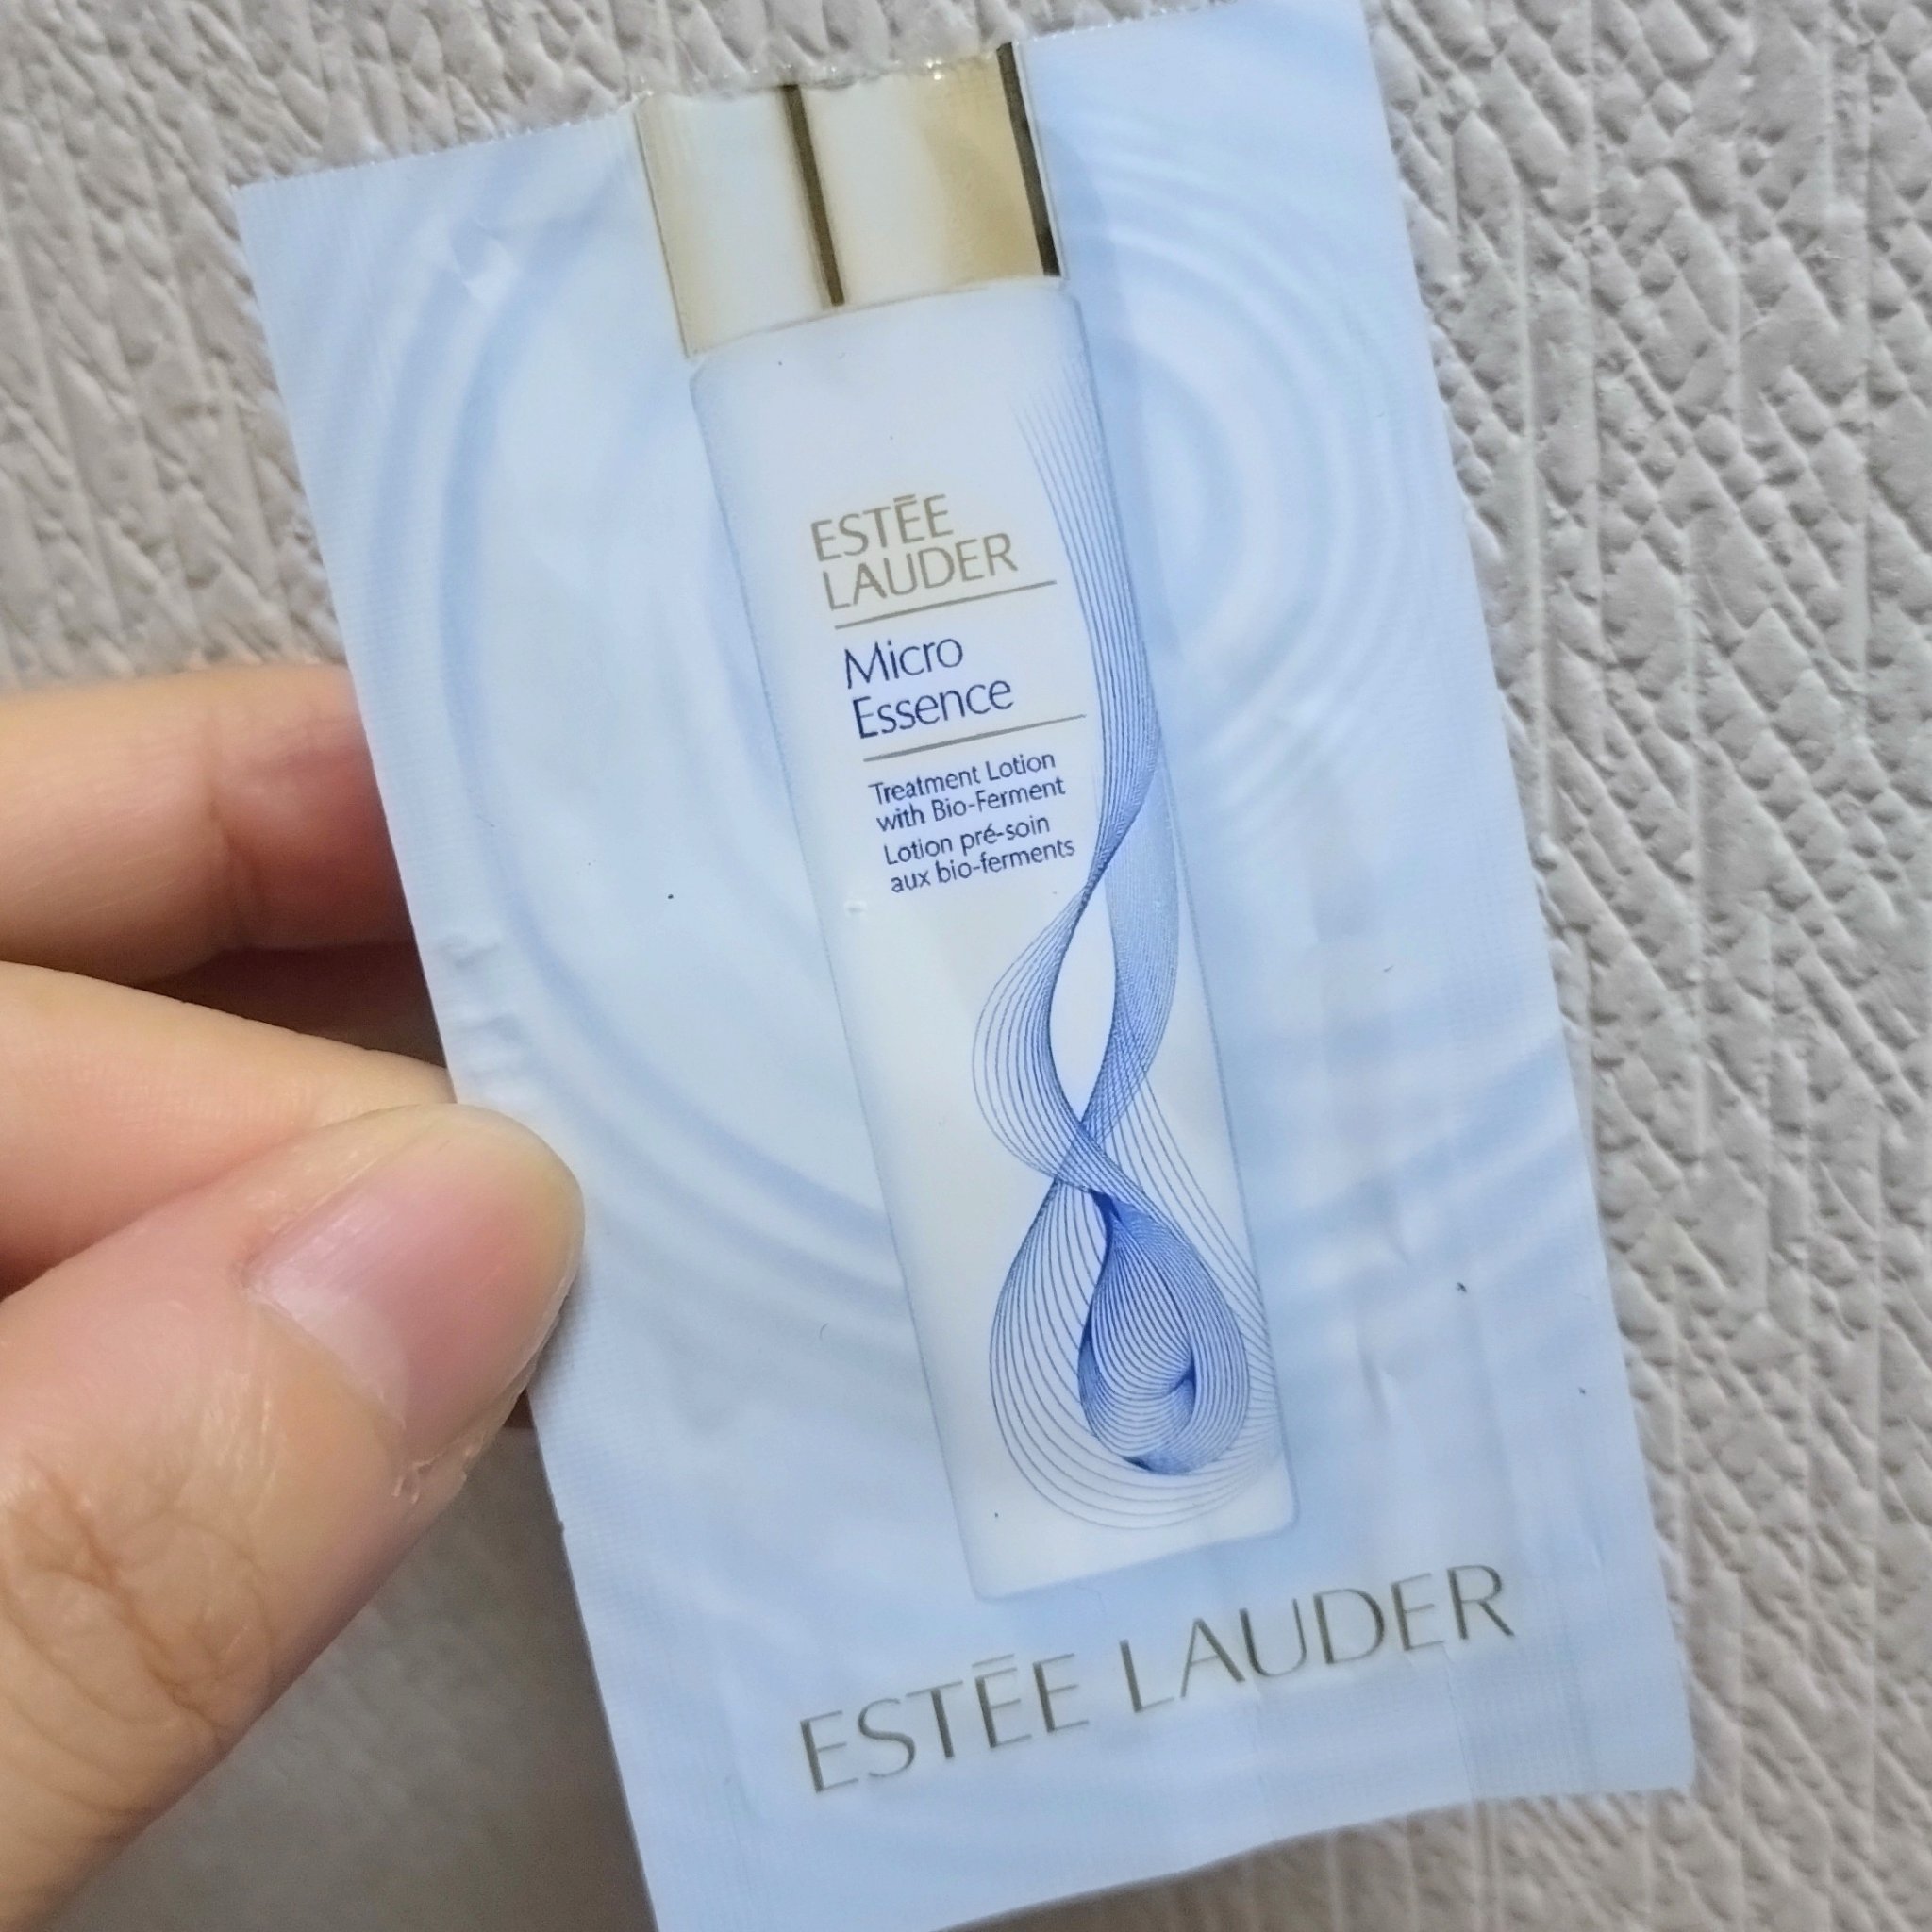 ESTĒE
LAUDER
Micro
Essence
Treatment Lotion
with Bio-Ferment
Lotion pré-soin
aux bio-ferments
ESTĒE LAUDER